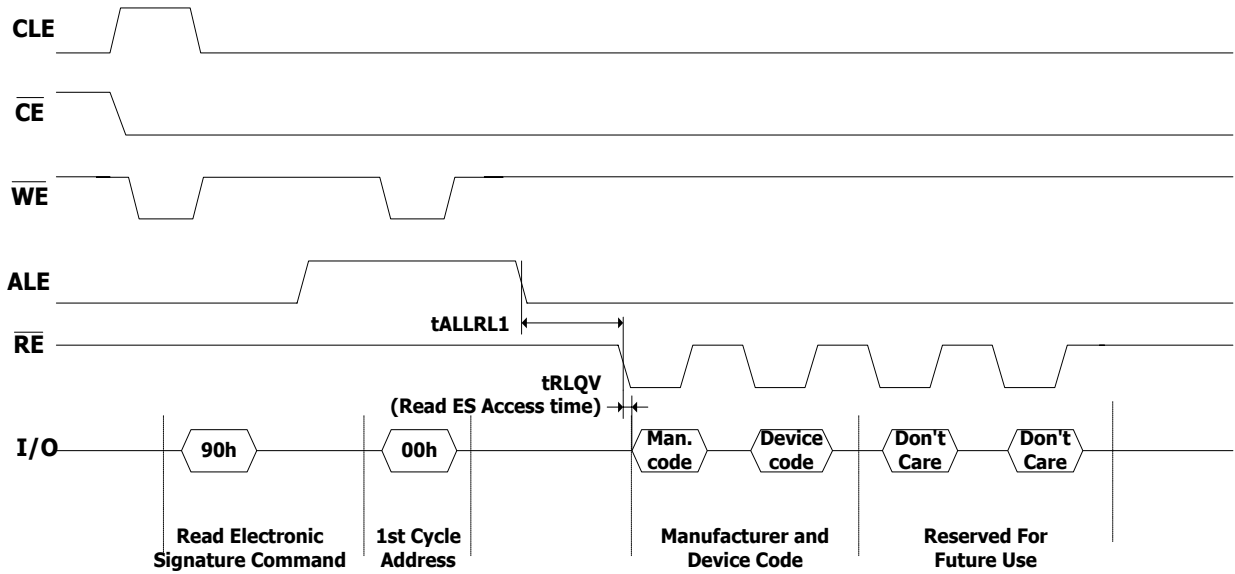 CLE
CE
WE
ALE
tALLRL1
RE
tRLQV
(Read ES Access time)
I/O
90h
00h
Man.
code
Device
code
Don't
Care
Don't
Care
Read Electronic
Signature Command
1st Cycle
Address
Manufacturer and
Device Code
Reserved For
Future Use